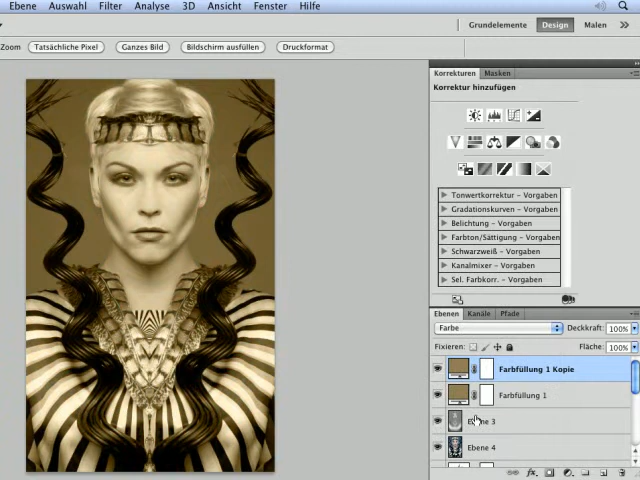 Ebene Auswahl Filter Analyse 3D Ansicht Fenster Hilfe
Grundelemente Design Malen
Zoom Tatsächliche Pixel Ganzes Bild Bildschirm ausfüllen Druckformat
Korrekturen Masken
Korrektur hinzufügen
Tonwertkorrektur - Vorgaben
Gradationskurven - Vorgaben
Belichtung - Vorgaben
Farbton/Sättigung - Vorgaben
Schwarzweiß - Vorgaben
Kanalmixer - Vorgaben
Sel. Farbkorr. - Vorgaben
Ebenen Kanäle Pfade
Farbe Deckkraft: 100%
Fixieren: Fläche: 100%
Farbfüllung 1 Kopie
Farbfüllung 1
Ebene 3
Ebene 4
fx.